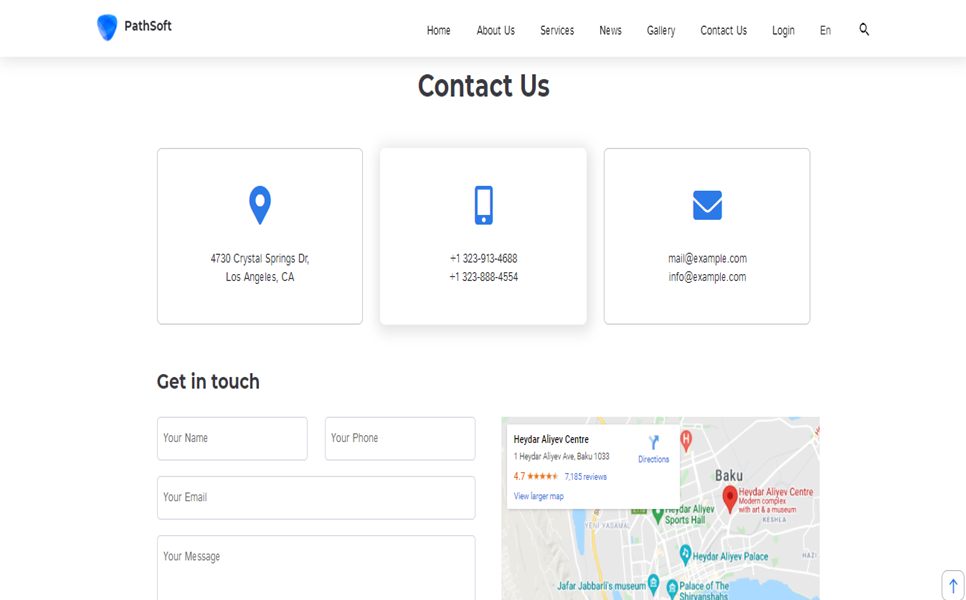 PathSoft
Home About Us Services News Gallery Contact Us Login En
Contact Us
4730 Crystal Springs Dr,
Los Angeles, CA
+1 323-913-4688
+1 323-888-4554
mail@example.com
info@example.com
Get in touch
Your Name
Your Phone
Your Email
Your Message
Heydar Aliyev Centre
1 Heydar Aliyev Ave, Baku 1033
4.7 7,185 reviews
View larger map
Directions
H
Baku
Heydar Aliyev Centre
Modern complex
with art & a museum
KESHLA
Heydar Aliyev
Sports Hall
YENI YASAMAL
HAZI
Heydar Aliyev Palace
Jafar Jabbarli's museum
Palace of The
Shirvanshahs